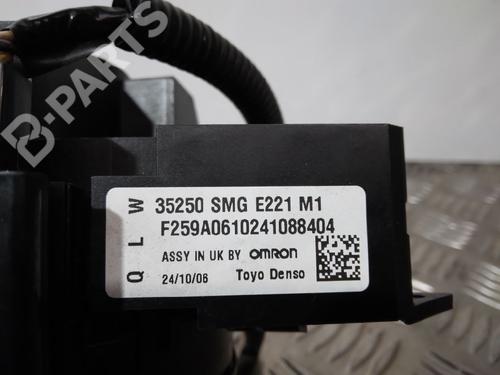 B-PARTS
W 35250 SMG E221 M1
L F259A0610241088404
ASSY IN UK BY OMRON
Q 24/10/06 Toyo Denso